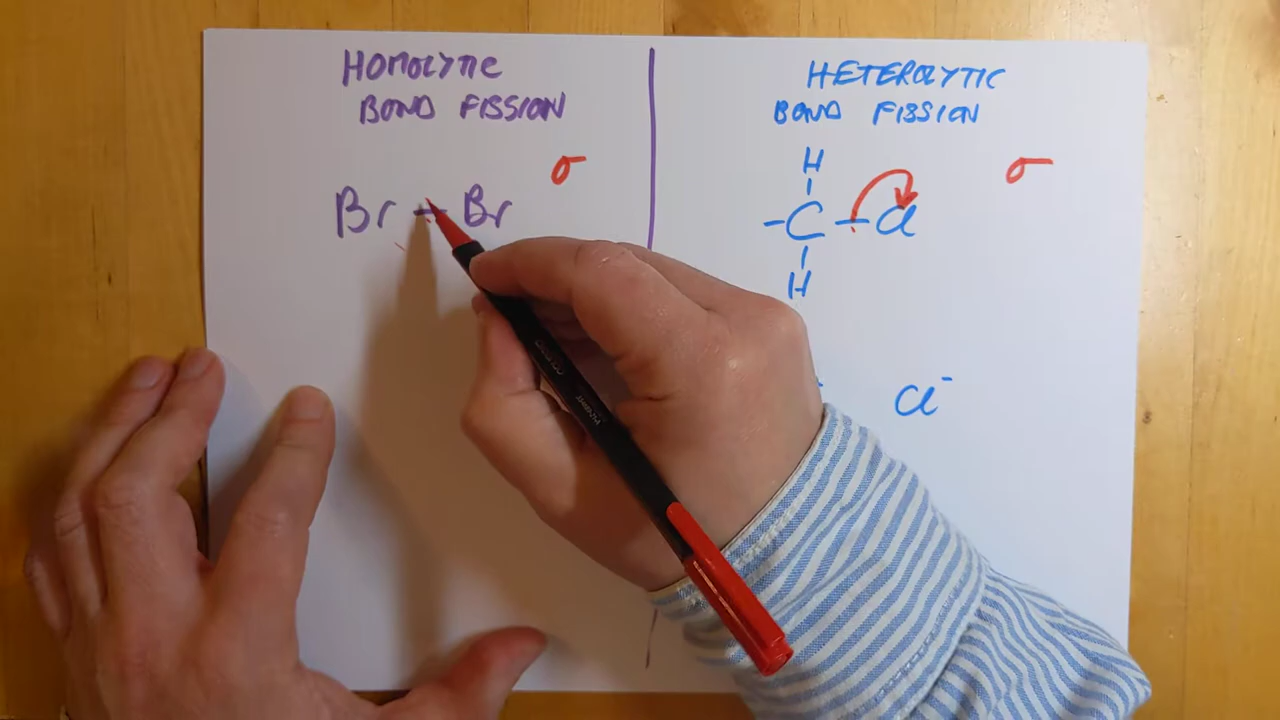 HOMOLYTIC
BOND FISSION
σ
Br – Br
HETEROLYTIC
BOND FISSION
σ
H
–C–Cl
H
Cl⁻